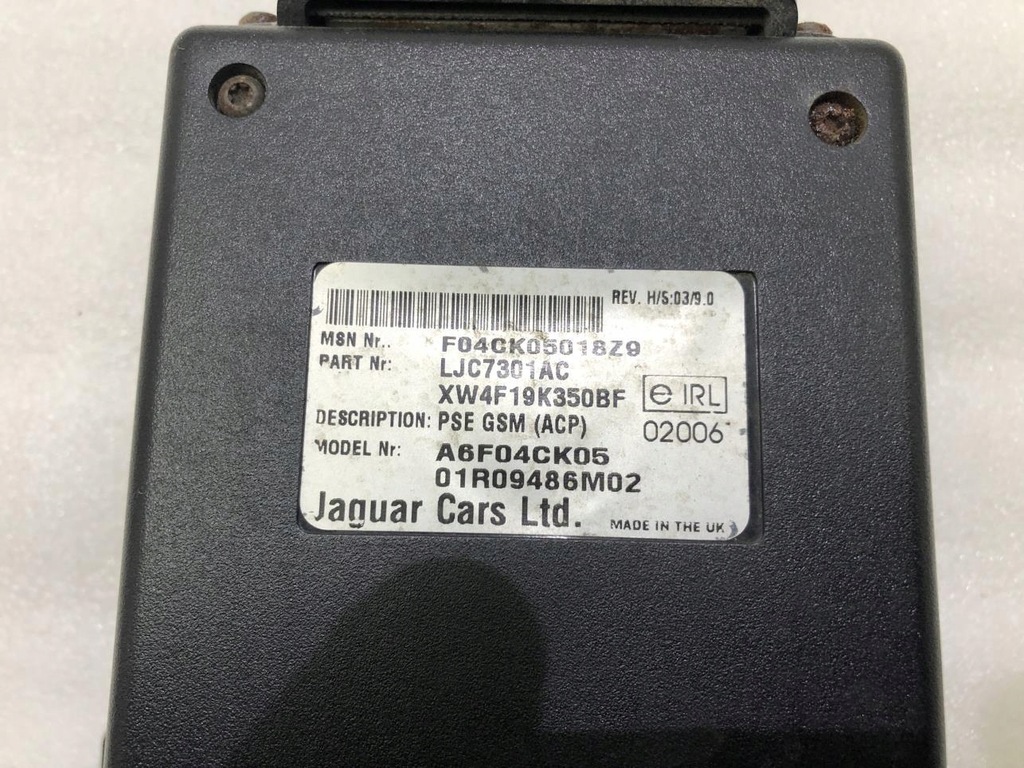 REV. H/S:03/9.0
MSN Nr.. F04CK05018Z9
PART Nr: LJC7301AC
XW4F19K350BF
e IRL
DESCRIPTION: PSE GSM (ACP)
02006
MODEL Nr: A6F04CK05
01R09486M02
Jaguar Cars Ltd.
MADE IN THE UK